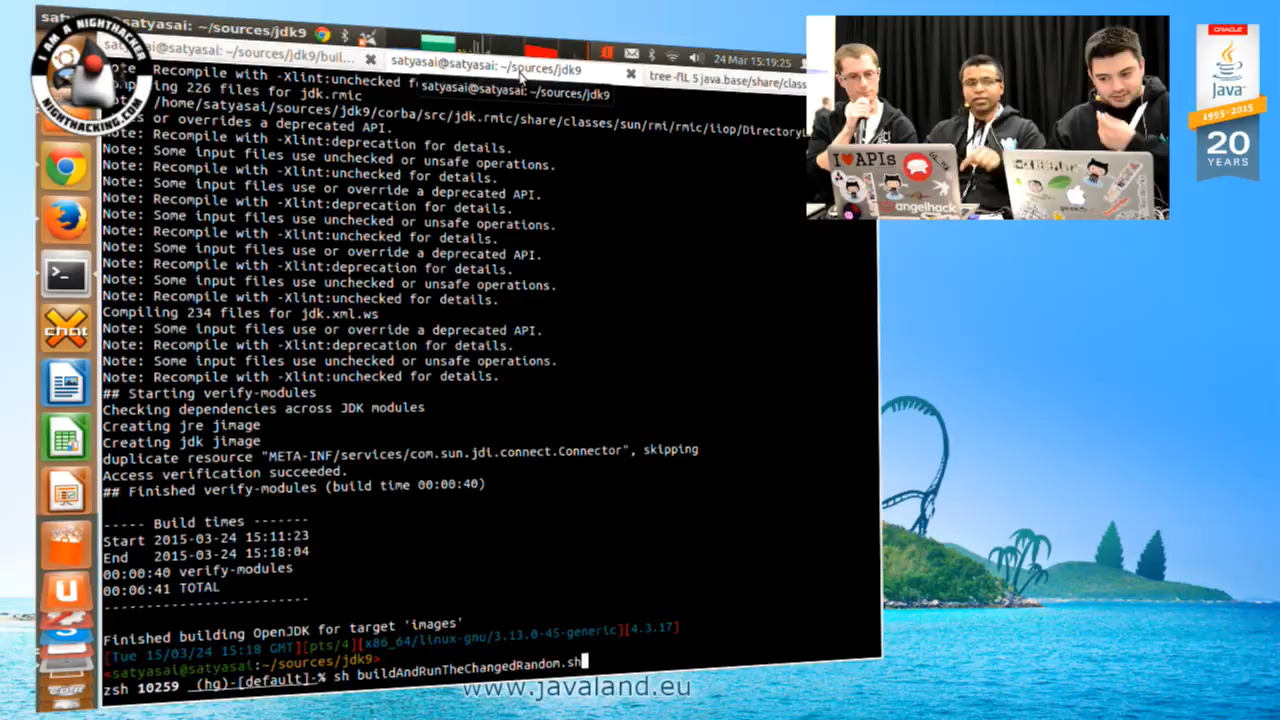 satyasai: ~/sources/jdk9
24 Mar 15:19:25
satyasai@satyasai: ~/sources/jdk9/buil...
satyasai@satyasai: ~/sources/jdk9
tree -fiL 5 java.base/share/class
satyasai@satyasai: ~/sources/jdk9
Recompile with -Xlint:unchecked f
226 files for jdk.rmic
/home/satyasai/sources/jdk9/corba/src/jdk.rmic/share/classes/sun/rmi/rmic/iiop/DirectoryL
or overrides a deprecated API.
Note: Recompile with -Xlint:deprecation for details.
Note: Some input files use unchecked or unsafe operations.
Note: Recompile with -Xlint:unchecked for details.
Note: Some input files use or override a deprecated API.
Note: Recompile with -Xlint:deprecation for details.
Note: Some input files use unchecked or unsafe operations.
Note: Recompile with -Xlint:unchecked for details.
Note: Some input files use or override a deprecated API.
Note: Recompile with -Xlint:deprecation for details.
Note: Some input files use unchecked or unsafe operations.
Note: Recompile with -Xlint:unchecked for details.
Compiling 234 files for jdk.xml.ws
Note: Some input files use or override a deprecated API.
Note: Recompile with -Xlint:deprecation for details.
Note: Some input files use unchecked or unsafe operations.
Note: Recompile with -Xlint:unchecked for details.
## Starting verify-modules
Checking dependencies across JDK modules
Creating jre jimage
Creating jdk jimage
duplicate resource "META-INF/services/com.sun.jdi.connect.Connector", skipping
Access verification succeeded.
## Finished verify-modules (build time 00:00:40)
----- Build times -------
Start 2015-03-24 15:11:23
End 2015-03-24 15:18:04
00:00:40 verify-modules
00:06:41 TOTAL
-------------------------
Finished building OpenJDK for target 'images'
[Tue 15/03/24 15:18 GMT][pts/4][x86_64/linux-gnu/3.13.0-45-generic][4.3.17]
<satyasai@satyasai:~/sources/jdk9>
zsh 10259 (hg)-[default]-% sh buildAndRunTheChangedRandom.sh
I AM A NIGHTHACKER
NIGHTHACKING.COM
chat
U
I ♥ APIs
angelhack
ORACLE
Java
1995-2015
20
YEARS
www.javaland.eu